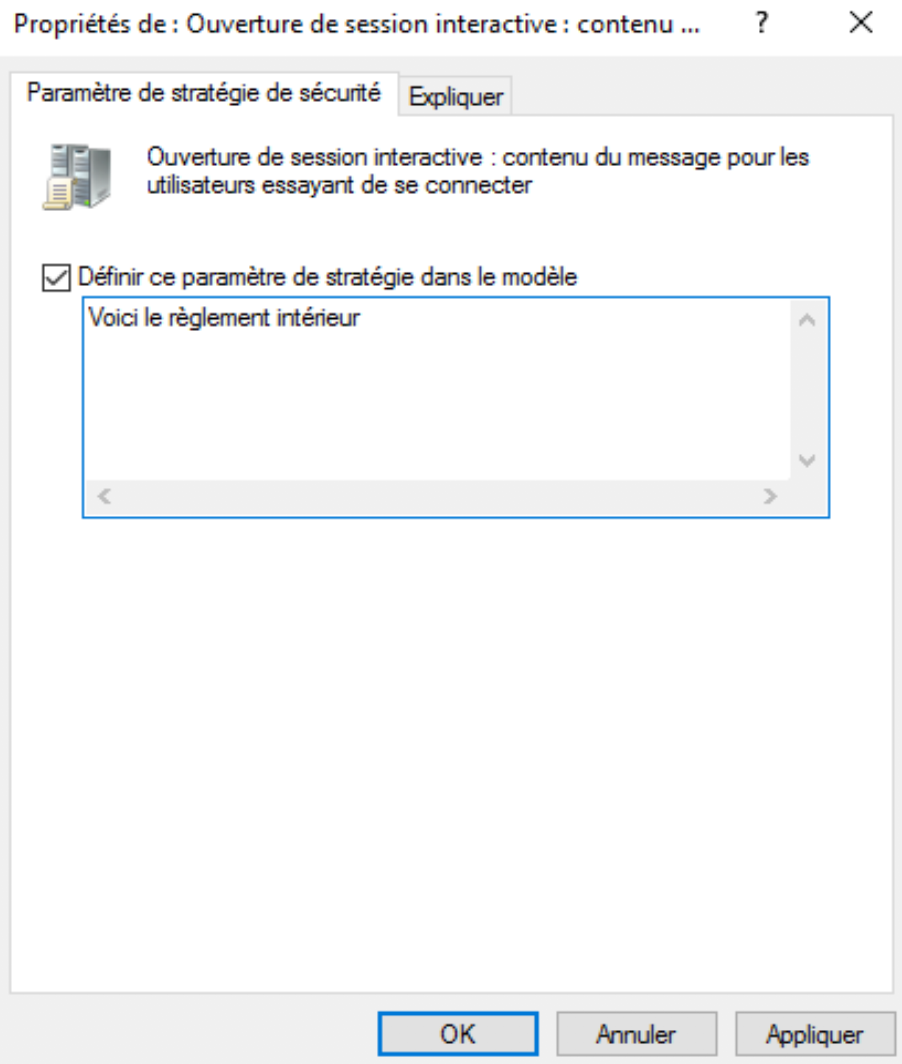 Propriétés de : Ouverture de session interactive : contenu ... ?
Paramètre de stratégie de sécurité Expliquer
Ouverture de session interactive : contenu du message pour les
utilisateurs essayant de se connecter
Définir ce paramètre de stratégie dans le modèle
Voici le règlement intérieur
OK Annuler Appliquer